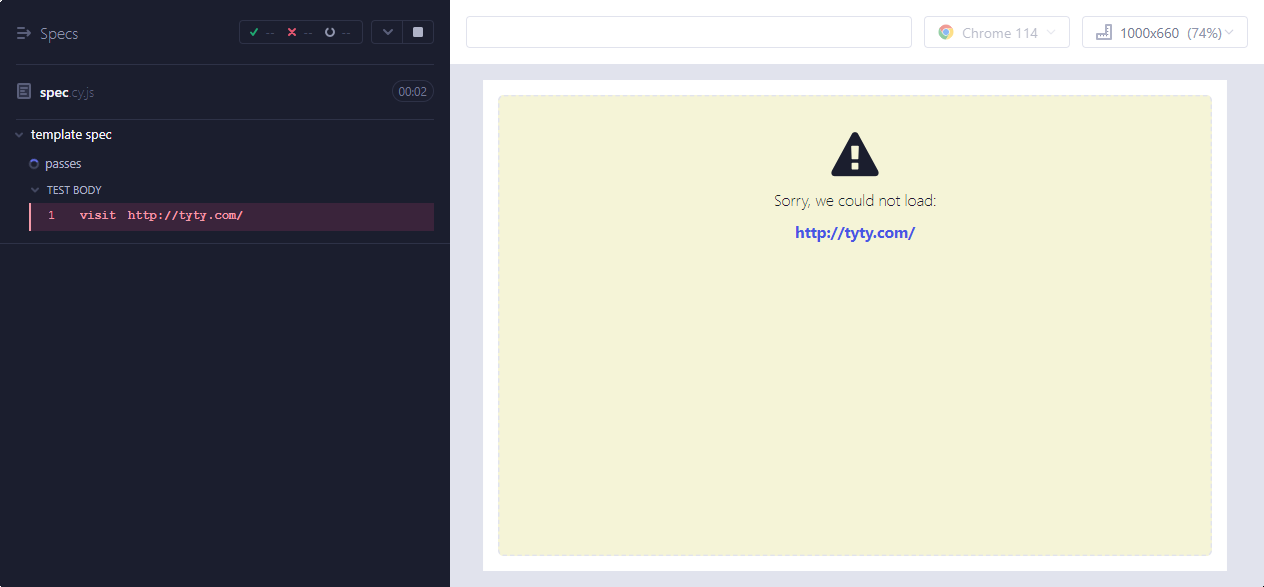 Specs
-- -- --
Chrome 114
1000x660 (74%)
spec.cy.js
00:02
template spec
passes
TEST BODY
1 visit http://tyty.com/
Sorry, we could not load:
http://tyty.com/